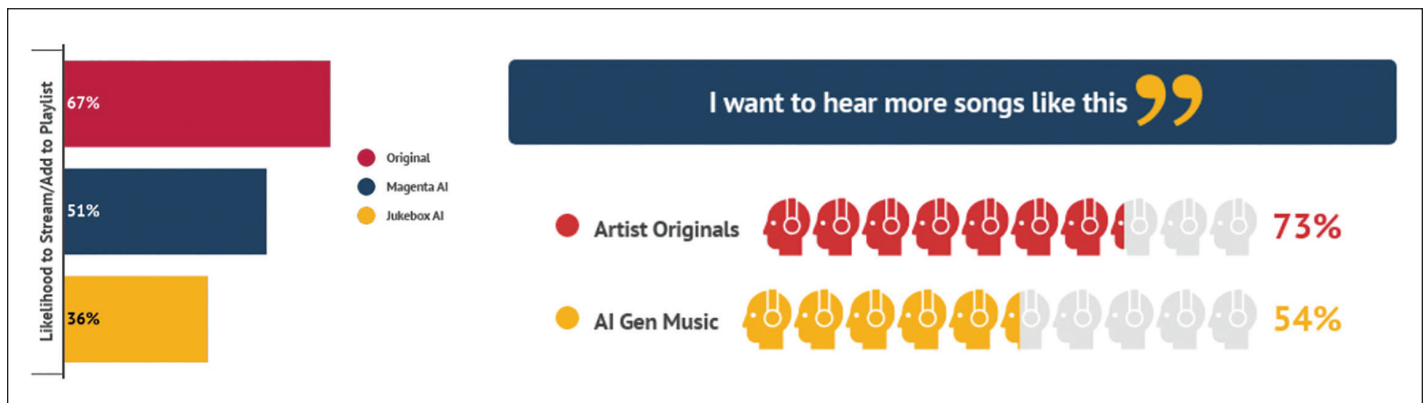 Likelihood to Stream/Add to Playlist
67%
51%
36%
Original
Magenta AI
Jukebox AI
I want to hear more songs like this ”
Artist Originals
73%
AI Gen Music
54%